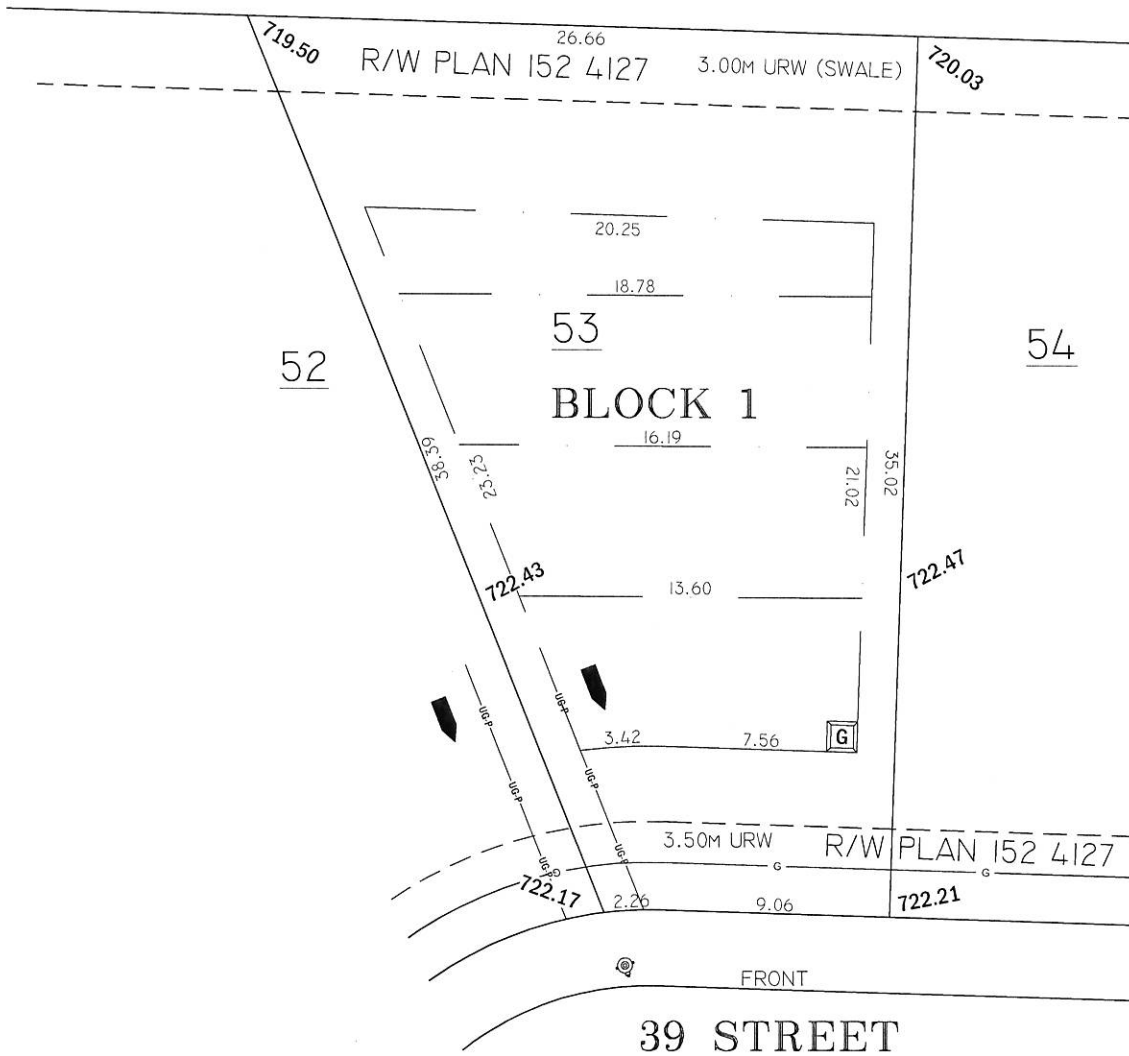 26.66
719.50
R/W PLAN 152 4127
3.00M URW (SWALE)
720.03
20.25
18.78
53
52
54
BLOCK 1
16.19
38.39
23.23
21.02
35.02
722.43
722.47
13.60
UG-P
UG-P
3.42
7.56
G
UG-P
UG-P
3.50M URW
R/W PLAN 152 4127
UG-P
UG-P
G
G
G
722.17
2.26
9.06
722.21
FRONT
39 STREET